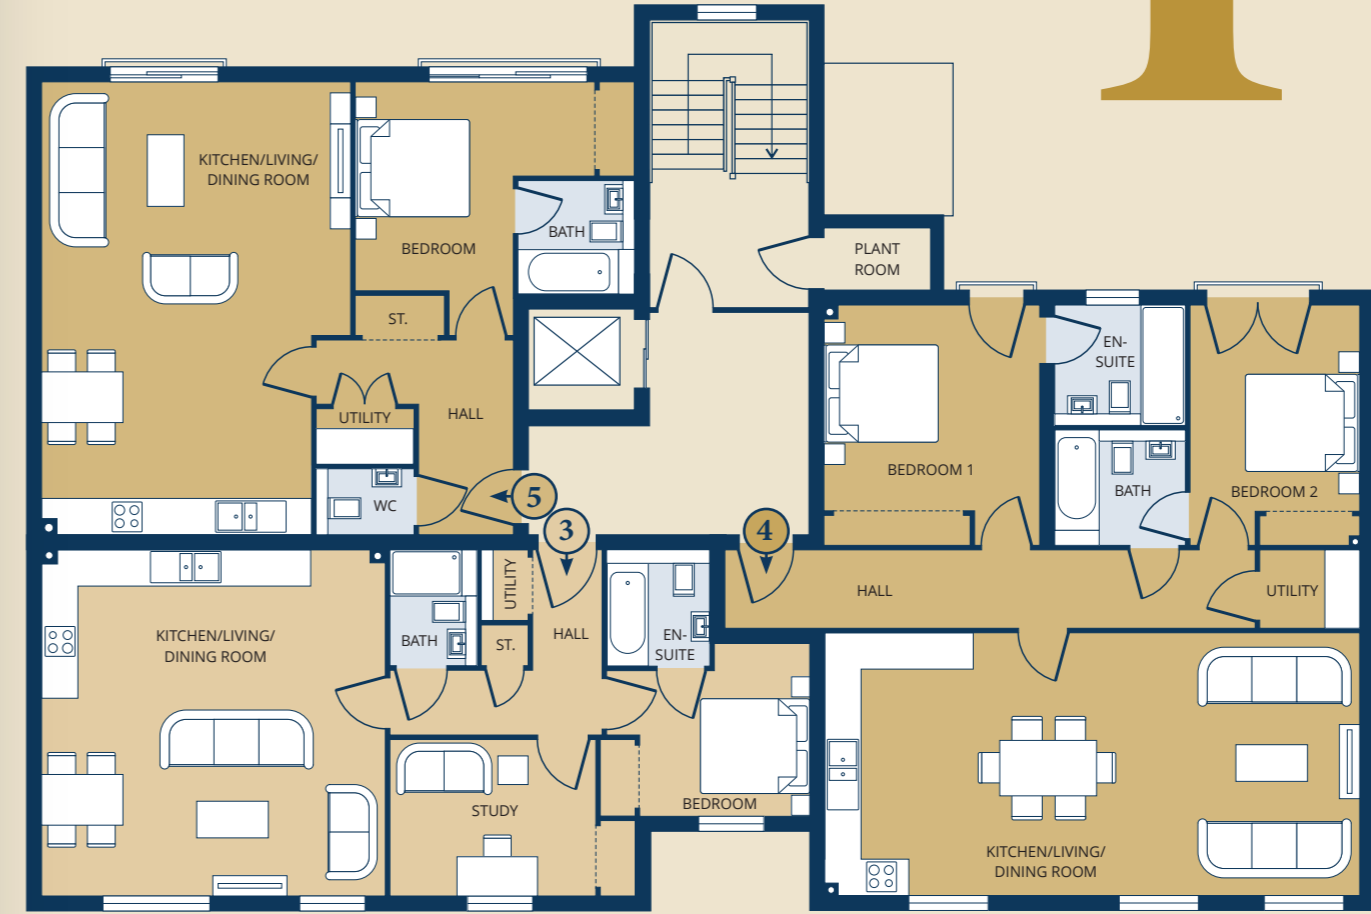 KITCHEN/LIVING/
DINING ROOM
BEDROOM
BATH
ST.
UTILITY
HALL
WC
5
3
4
PLANT
ROOM
BEDROOM 1
EN-
SUITE
BATH
BEDROOM 2
HALL
UTILITY
KITCHEN/LIVING/
DINING ROOM
BATH
UTILITY
ST.
HALL
EN-
SUITE
STUDY
BEDROOM
KITCHEN/LIVING/
DINING ROOM